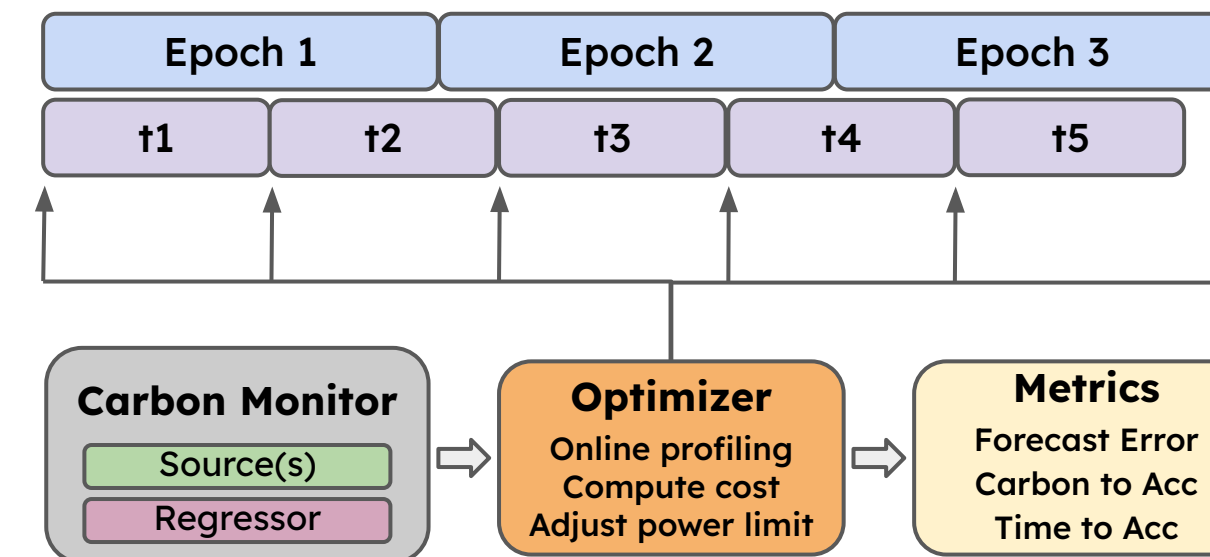 Epoch 1
Epoch 2
Epoch 3
t1
t2
t3
t4
t5
Carbon Monitor
Source(s)
Regressor
Optimizer
Online profiling
Compute cost
Adjust power limit
Metrics
Forecast Error
Carbon to Acc
Time to Acc